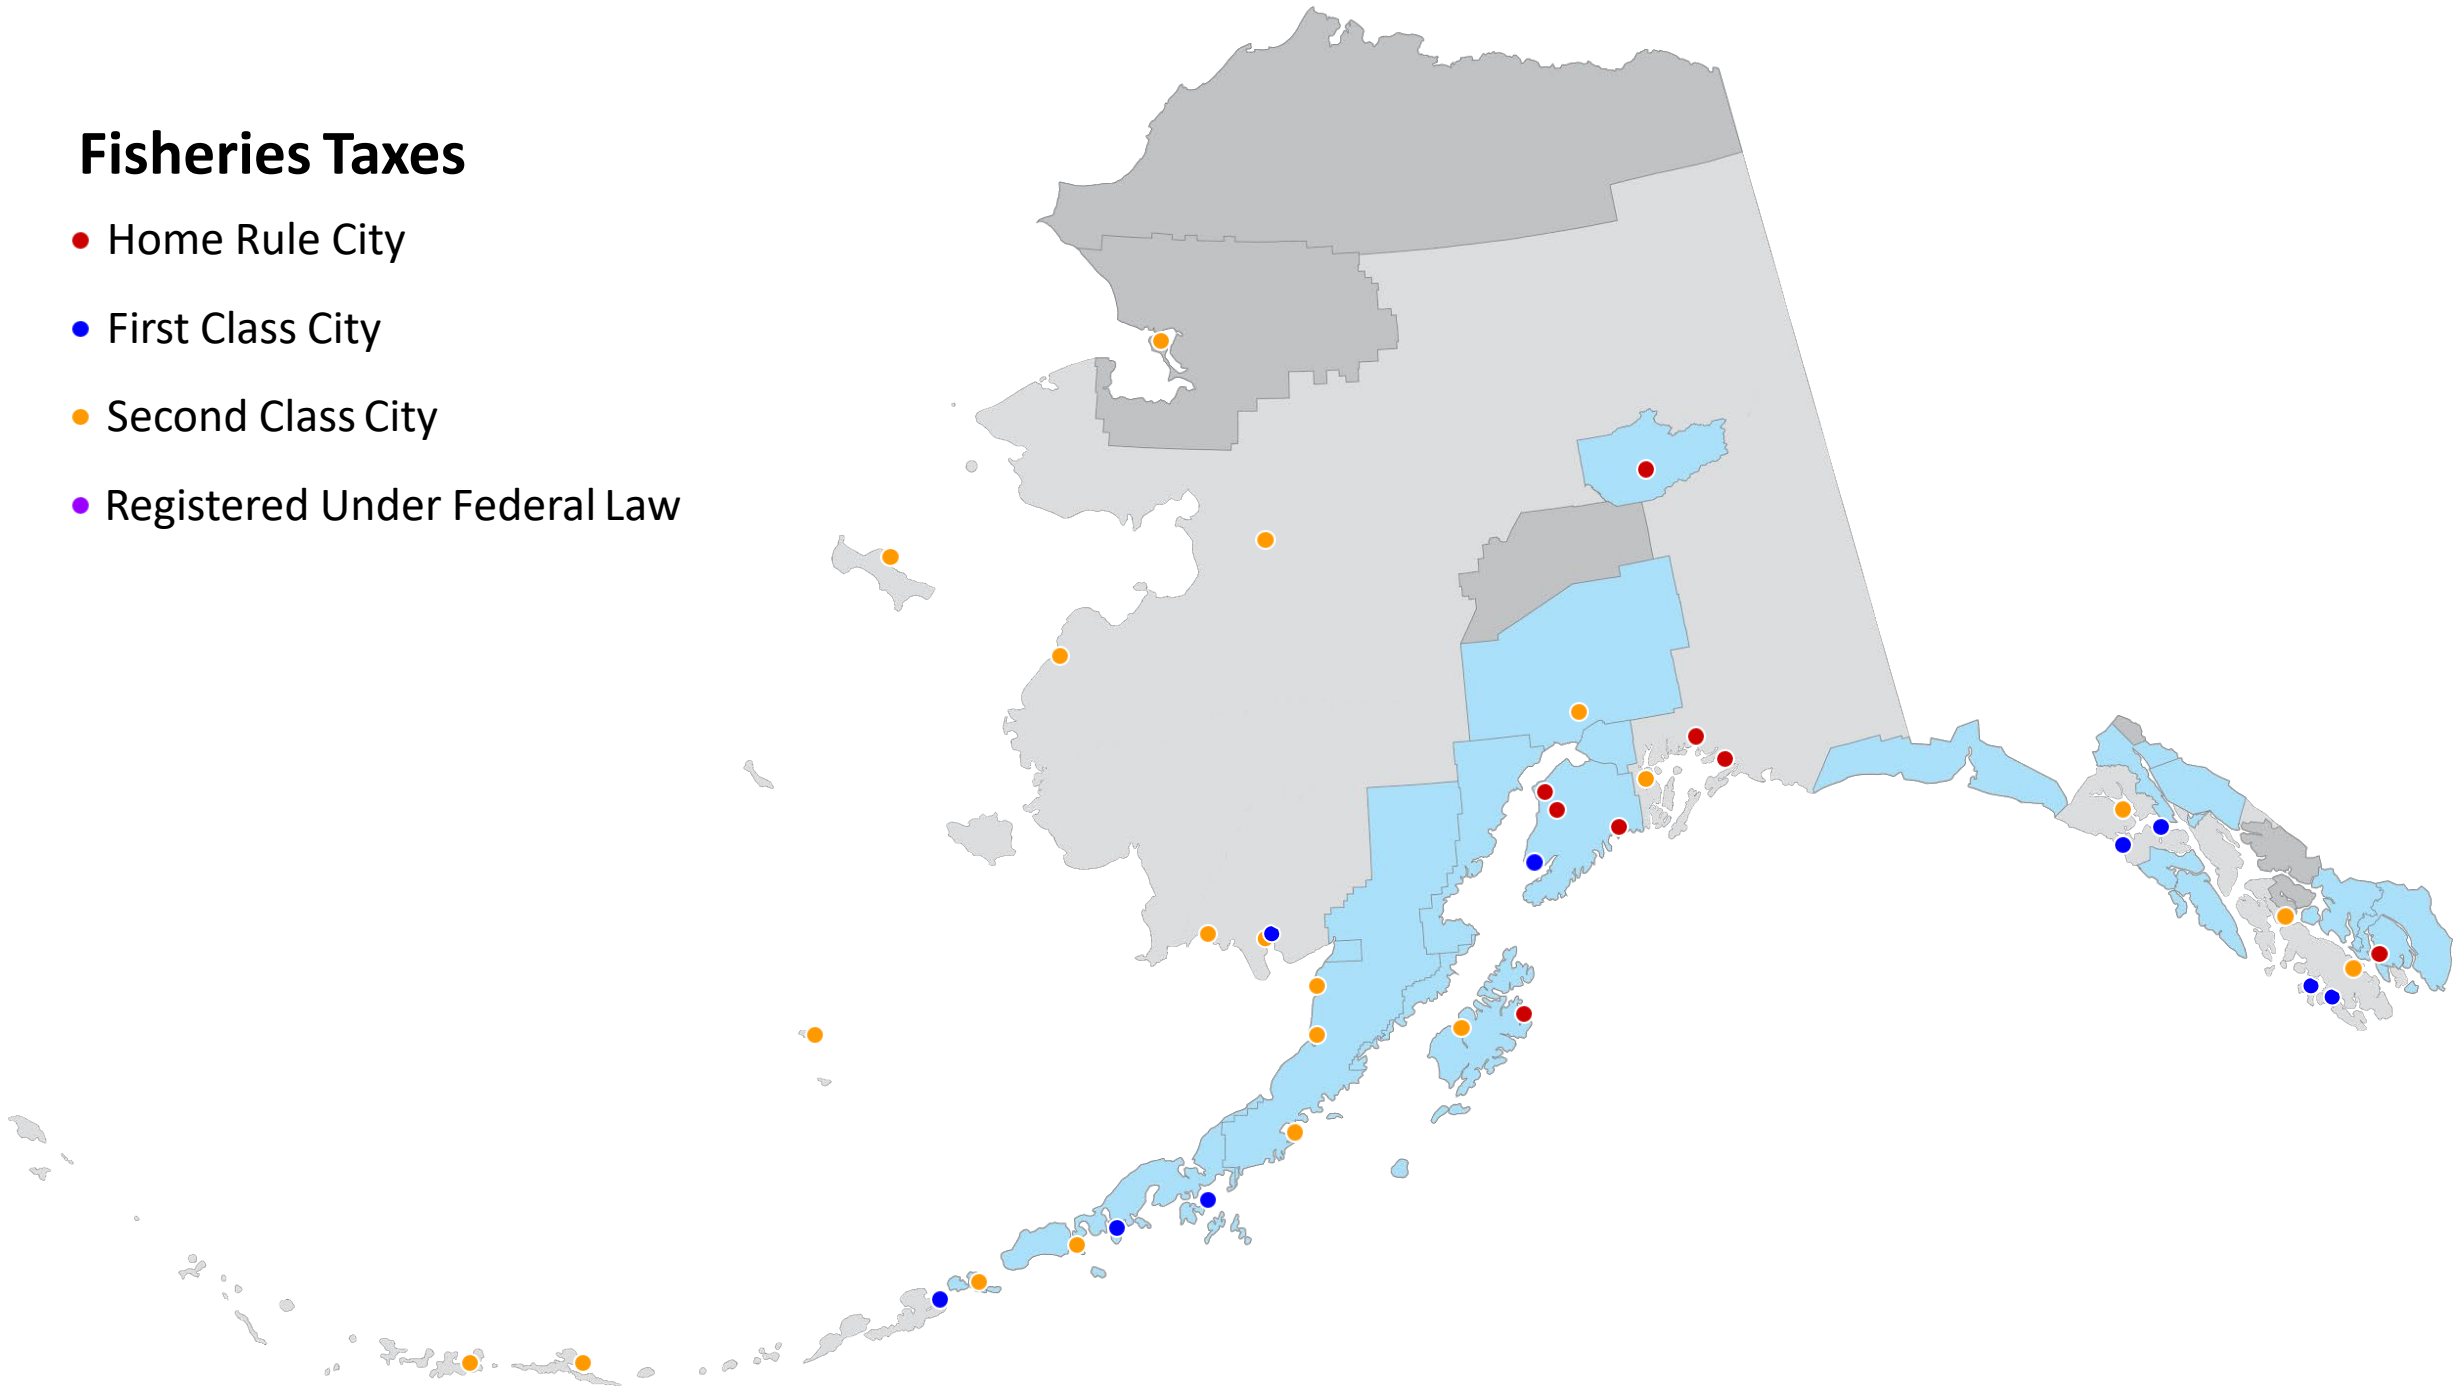 Fisheries Taxes
Home Rule City
First Class City
Second Class City
Registered Under Federal Law